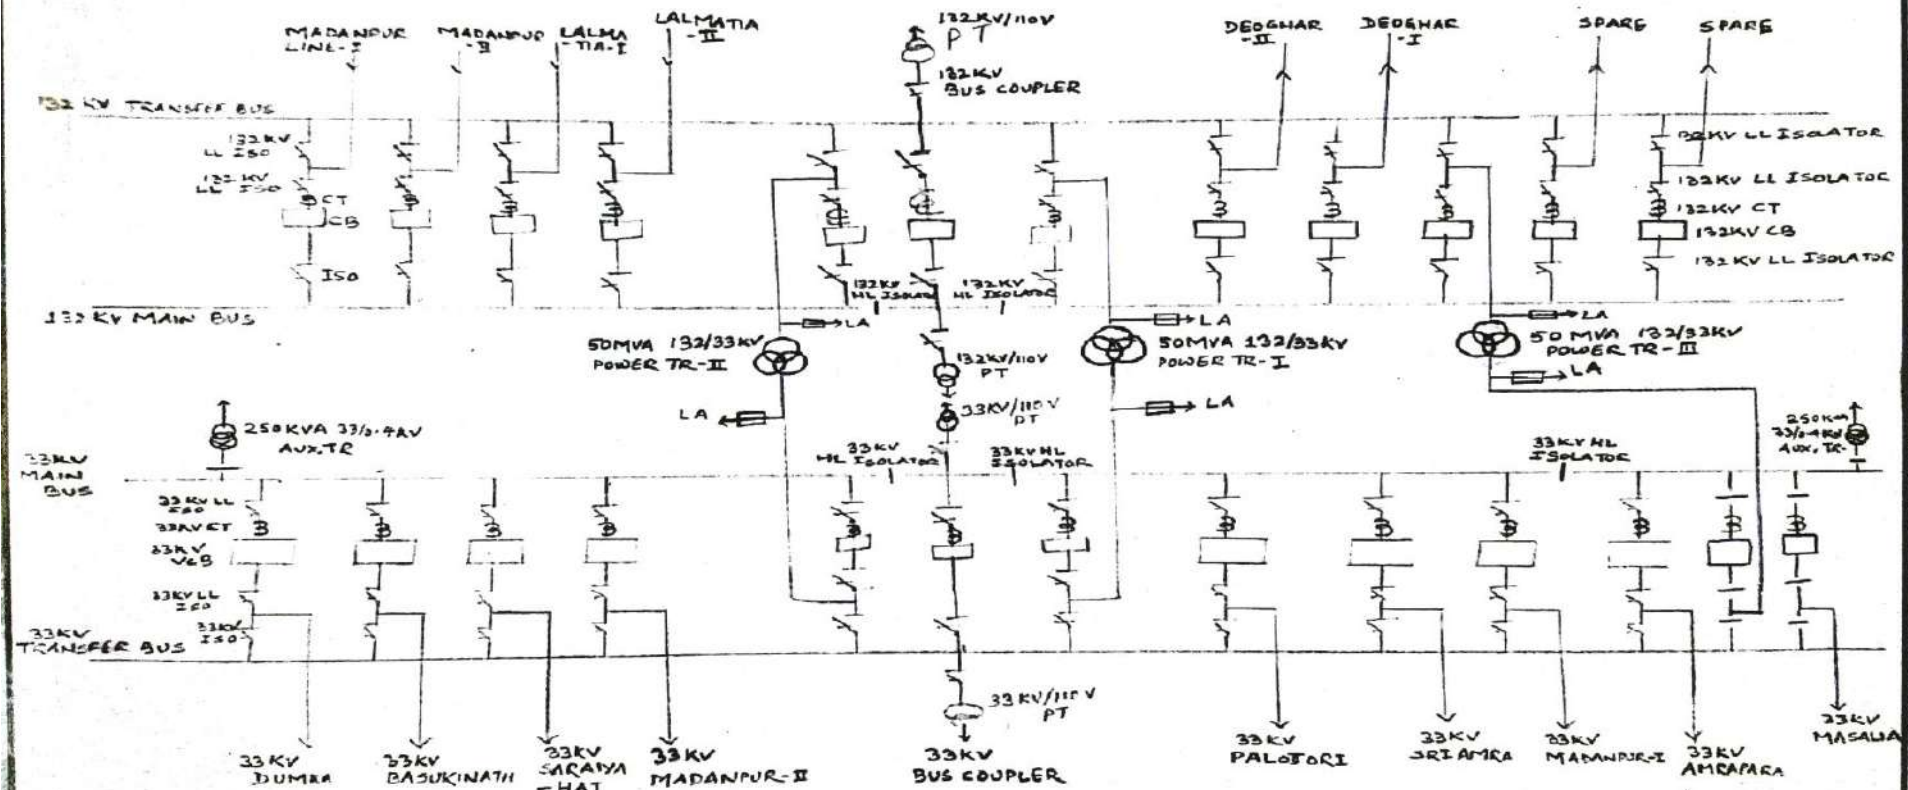 MADANPUR
LINE-I
MADANPUR
-II
LALMA
-TIA-I
LALMATIA
-II
132KV/110V
PT
132KV
BUS COUPLER
DEOGHAR
-II
DEOGHAR
-I
SPARE
SPARE
132 KV TRANSFER BUS
132KV
LL ISO
132 KV
LL ISO
CT
CB
ISO
132KV LL ISOLATOR
132KV LL ISOLATOR
132KV CT
132KV CB
132KV LL ISOLATOR
132KV
HL ISOLATOR
132KV
HL ISOLATOR
132 KV MAIN BUS
LA
LA
LA
50MVA 132/33KV
POWER TR-II
132KV/110V
PT
50MVA 132/33KV
POWER TR-I
50 MVA 132/33KV
POWER TR-III
LA
LA
33KV/110V
PT
LA
250KVA 33/0.4KV
AUX.TR
250KVA
33/0.4KV
AUX.TR-
33KV
MAIN
BUS
33KV
HL ISOLATOR
33KV HL
ISOLATOR
33KV HL
ISOLATOR
33KV LL
ISO
33KV CT
33KV
VCB
33KV LL
ISO
33KV
ISO
33KV
TRANSFER BUS
33KV/110V
PT
33KV
DUMKA
33KV
BASUKINATH
33KV
SARAIYA
-HAT
33KV
MADANPUR-II
33KV
BUS COUPLER
33KV
PALOJORI
33KV
SRIAMRA
33KV
MADANPUR-I
33KV
AMRAPARA
33KV
MASALIA